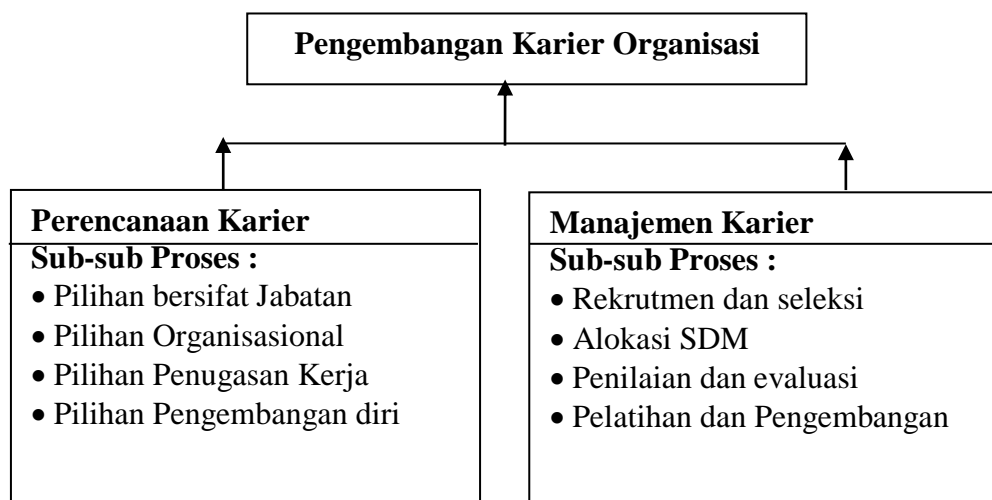 Pengembangan Karier Organisasi
Perencanaan Karier
Sub-sub Proses :
• Pilihan bersifat Jabatan
• Pilihan Organisasional
• Pilihan Penugasan Kerja
• Pilihan Pengembangan diri
Manajemen Karier
Sub-sub Proses :
• Rekrutmen dan seleksi
• Alokasi SDM
• Penilaian dan evaluasi
• Pelatihan dan Pengembangan